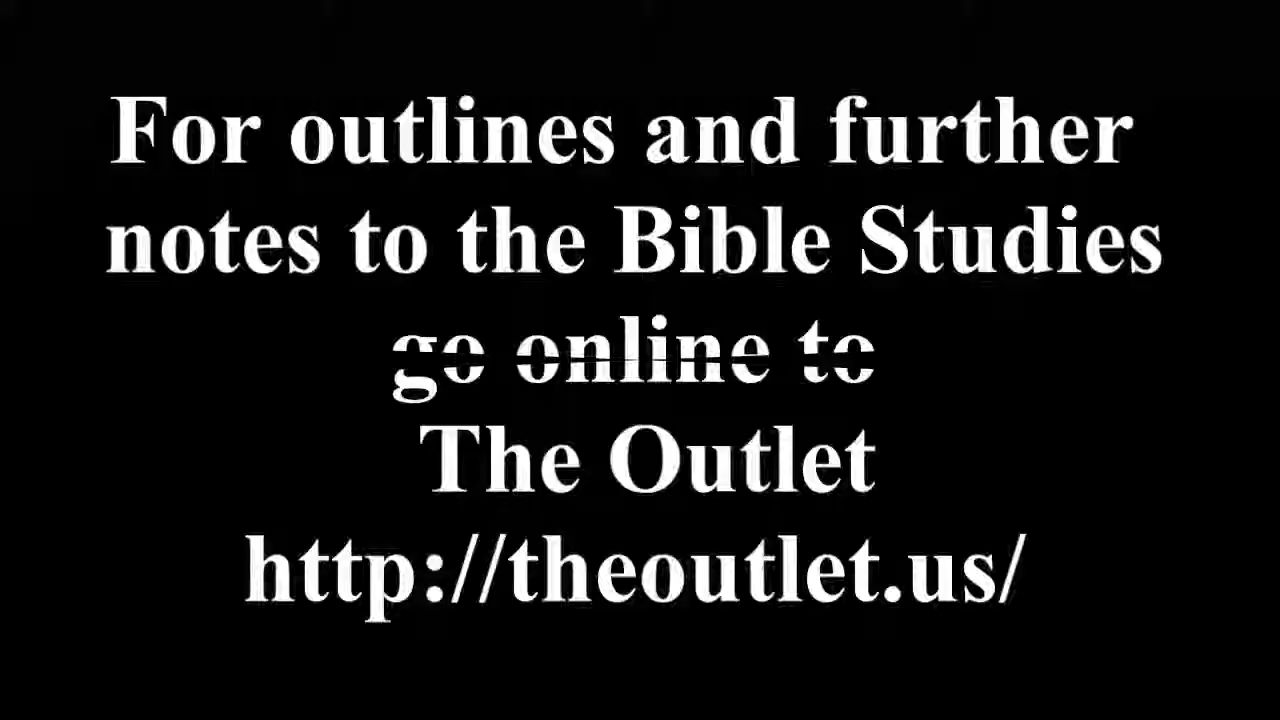 For outlines and further
notes to the Bible Studies
go online to
The Outlet
http://theoutlet.us/